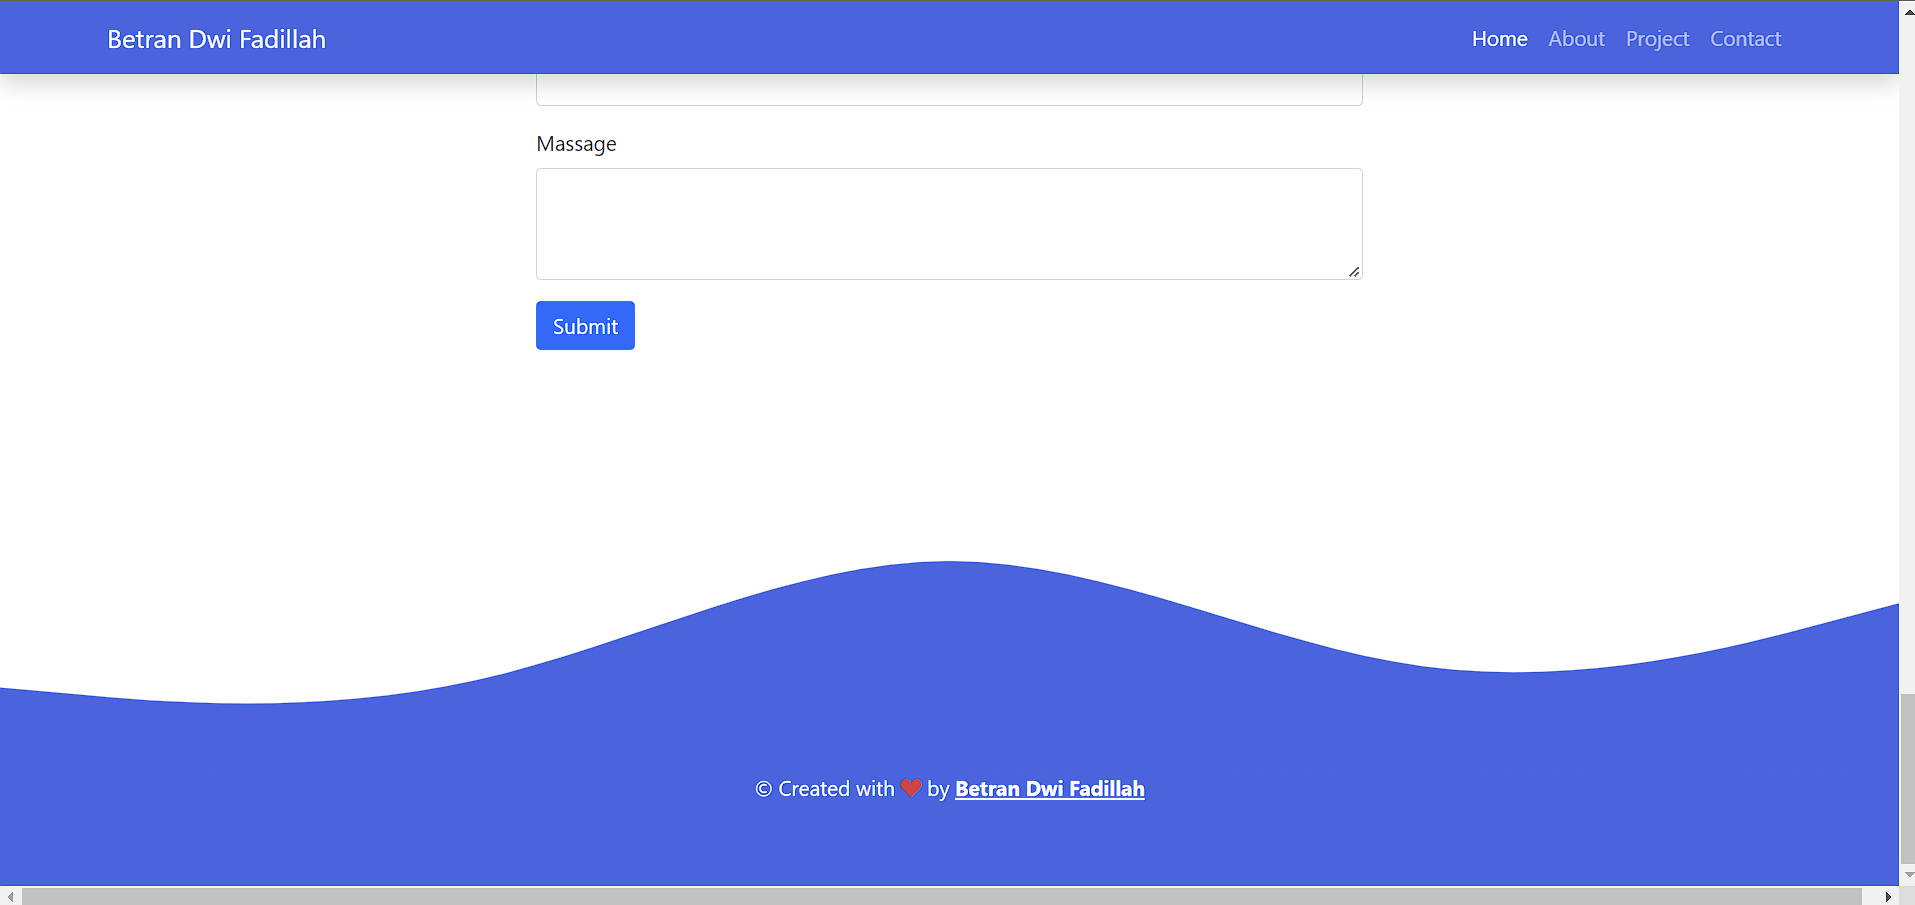 Betran Dwi Fadillah
Home About Project Contact
Massage
Submit
© Created with ❤ by Betran Dwi Fadillah